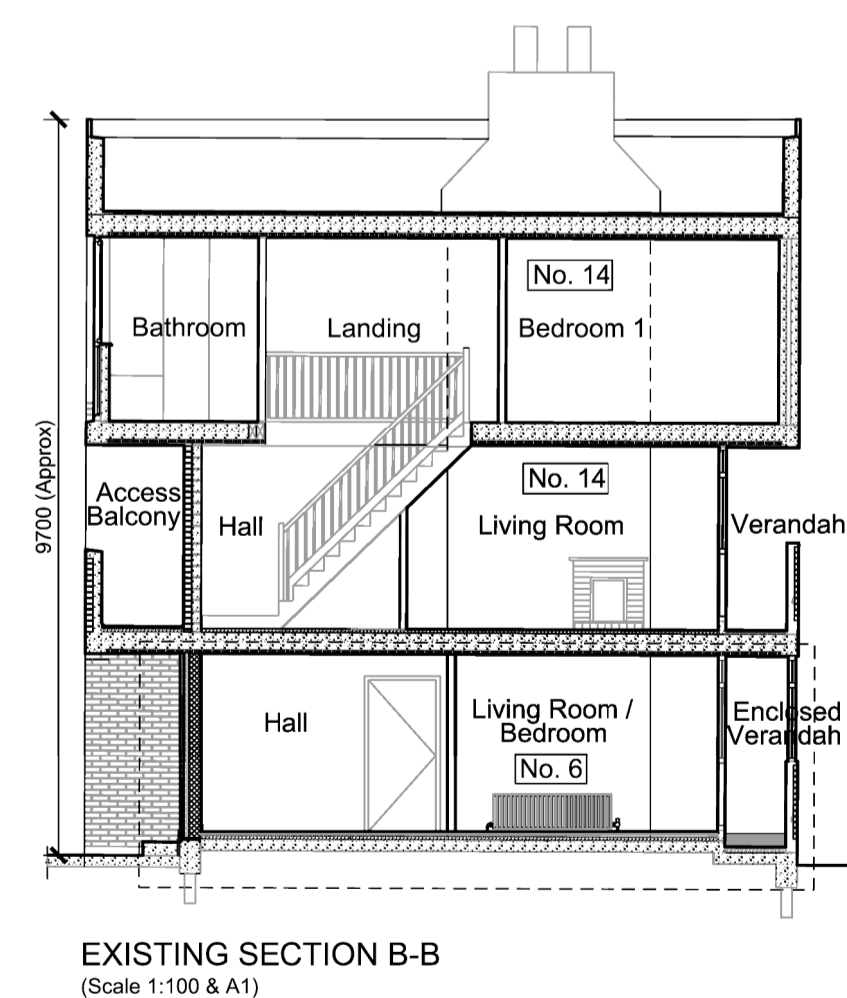 No. 14
Bathroom
Landing
Bedroom 1
9700 (Approx)
Access
Balcony
Hall
No. 14
Living Room
Verandah
Hall
Living Room /
Bedroom
No. 6
Enclosed
Verandah
EXISTING SECTION B-B
(Scale 1:100 & A1)